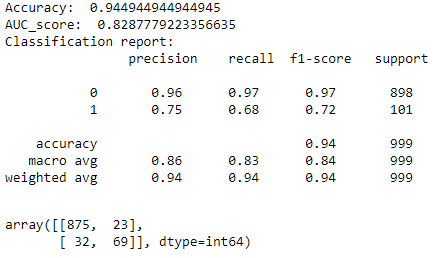 Accuracy:  0.944944944944945
AUC_score:  0.8287779223356635
Classification report:
              precision    recall  f1-score   support

           0       0.96      0.97      0.97       898
           1       0.75      0.68      0.72       101

    accuracy                           0.94       999
   macro avg       0.86      0.83      0.84       999
weighted avg       0.94      0.94      0.94       999

array([[875,  23],
       [ 32,  69]], dtype=int64)